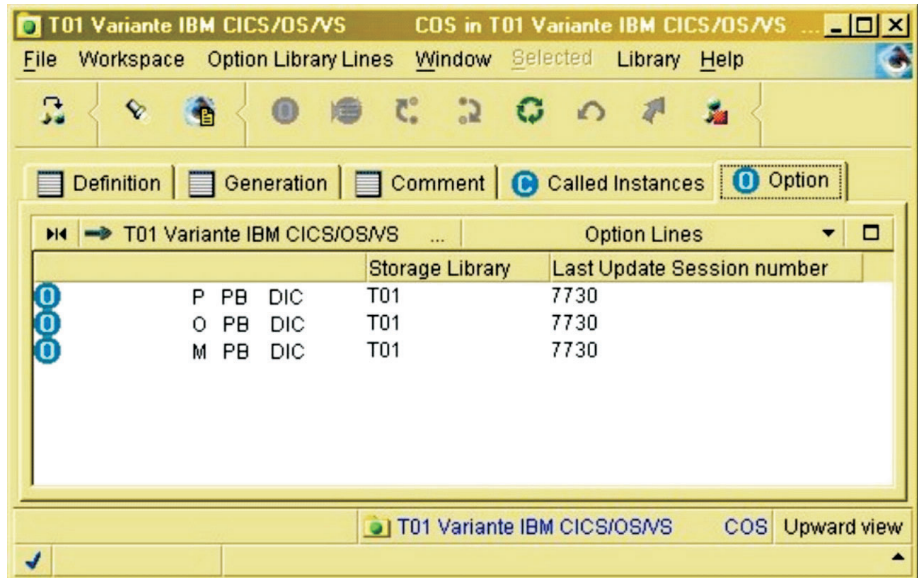 T01 Variante IBM CICS/OS/VS COS in T01 Variante IBM CICS/OS/VS ...
File Workspace Option Library Lines Window Selected Library Help
Definition Generation Comment C Called Instances O Option
T01 Variante IBM CICS/OS/VS ... Option Lines
Storage Library Last Update Session number
O P PB DIC T01 7730
O O PB DIC T01 7730
O M PB DIC T01 7730
T01 Variante IBM CICS/OS/VS COS Upward view